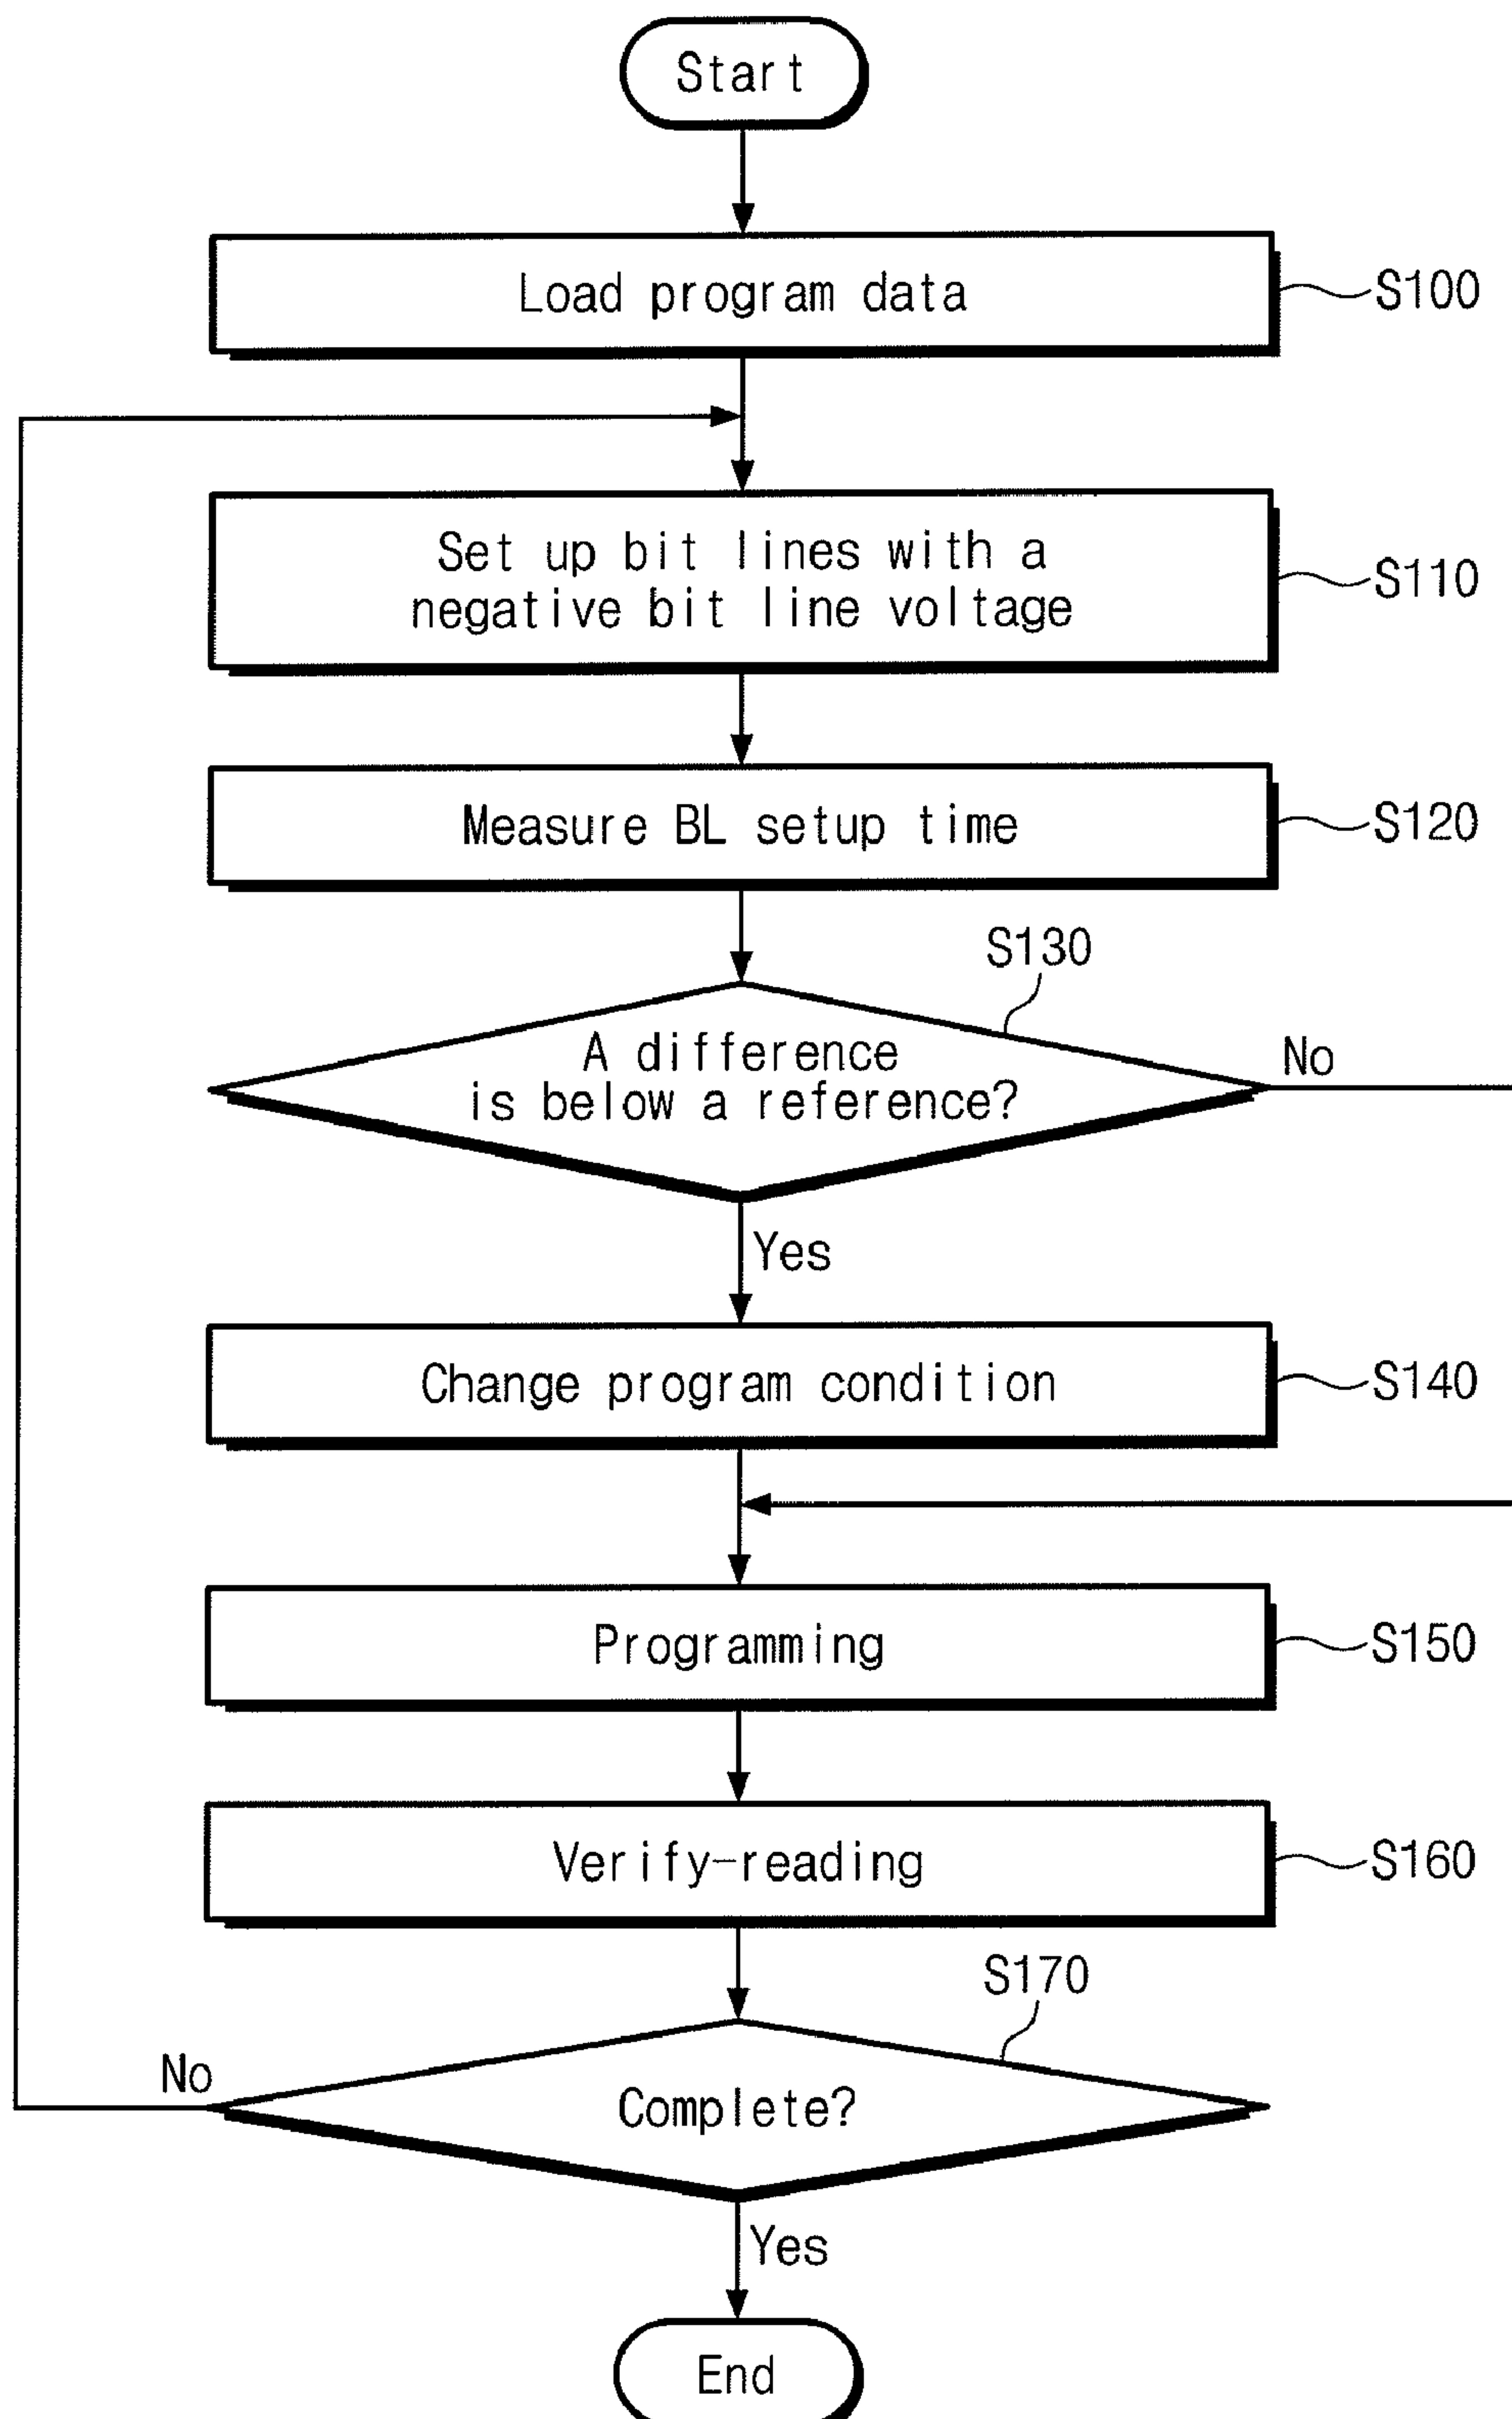 Start
Load program data
S100
Set up bit lines with a
negative bit line voltage
S110
Measure BL setup time
S120
S130
A difference
is below a reference?
No
Yes
Change program condition
S140
Programming
S150
Verify-reading
S160
S170
No
Complete?
Yes
End